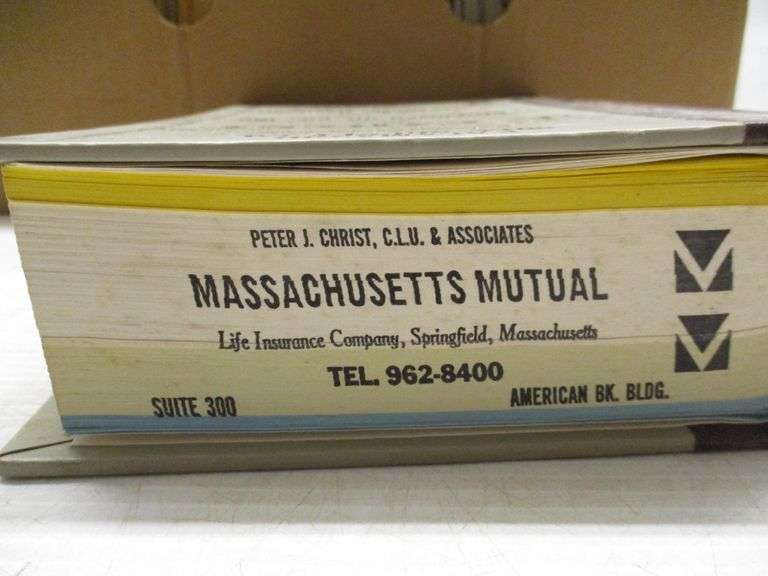 PETER J. CHRIST, C.L.U. & ASSOCIATES
MASSACHUSETTS MUTUAL
Life Insurance Company, Springfield, Massachusetts
TEL. 962-8400
SUITE 300
AMERICAN BK. BLDG.